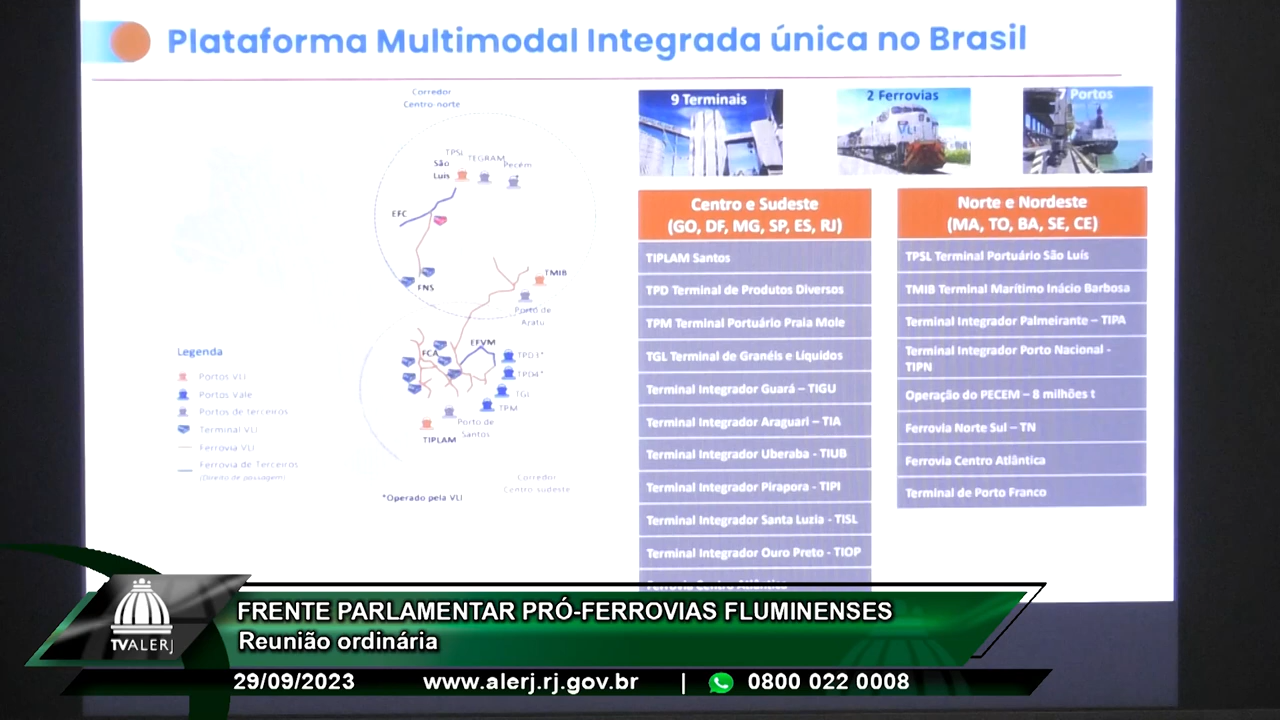 Plataforma Multimodal Integrada única no Brasil
Corredor
Centro-norte
TPSL
TEGRAM
Pecém
São
Luis
EFC
FNS
TMIB
Porto de
Aratu
FCA
EFVM
TPD3*
TPD4*
TGL
TPM
Porto de
Santos
TIPLAM
Corredor
Centro-sudeste
*Operado pela VLI
Legenda
Portos VLI
Portos Vale
Portos de terceiros
Terminal VLI
Ferrovia VLI
Ferrovia de Terceiros
(Direito de passagem)
9 Terminais
2 Ferrovias
7 Portos
Centro e Sudeste
(GO, DF, MG, SP, ES, RJ)
TIPLAM Santos
TPD Terminal de Produtos Diversos
TPM Terminal Portuário Praia Mole
TGL Terminal de Granéis e Líquidos
Terminal Integrador Guará – TIGU
Terminal Integrador Araguari – TIA
Terminal Integrador Uberaba - TIUB
Terminal Integrador Pirapora - TIPI
Terminal Integrador Santa Luzia - TISL
Terminal Integrador Ouro Preto - TIOP
Ferrovia Centro Atlântica
Norte e Nordeste
(MA, TO, BA, SE, CE)
TPSL Terminal Portuário São Luís
TMIB Terminal Marítimo Inácio Barbosa
Terminal Integrador Palmeirante – TIPA
Terminal Integrador Porto Nacional -
TIPN
Operação do PECEM – 8 milhões t
Ferrovia Norte Sul – TN
Ferrovia Centro Atlântica
Terminal de Porto Franco
TVALERJ
FRENTE PARLAMENTAR PRÓ-FERROVIAS FLUMINENSES
Reunião ordinária
29/09/2023 www.alerj.rj.gov.br | 0800 022 0008